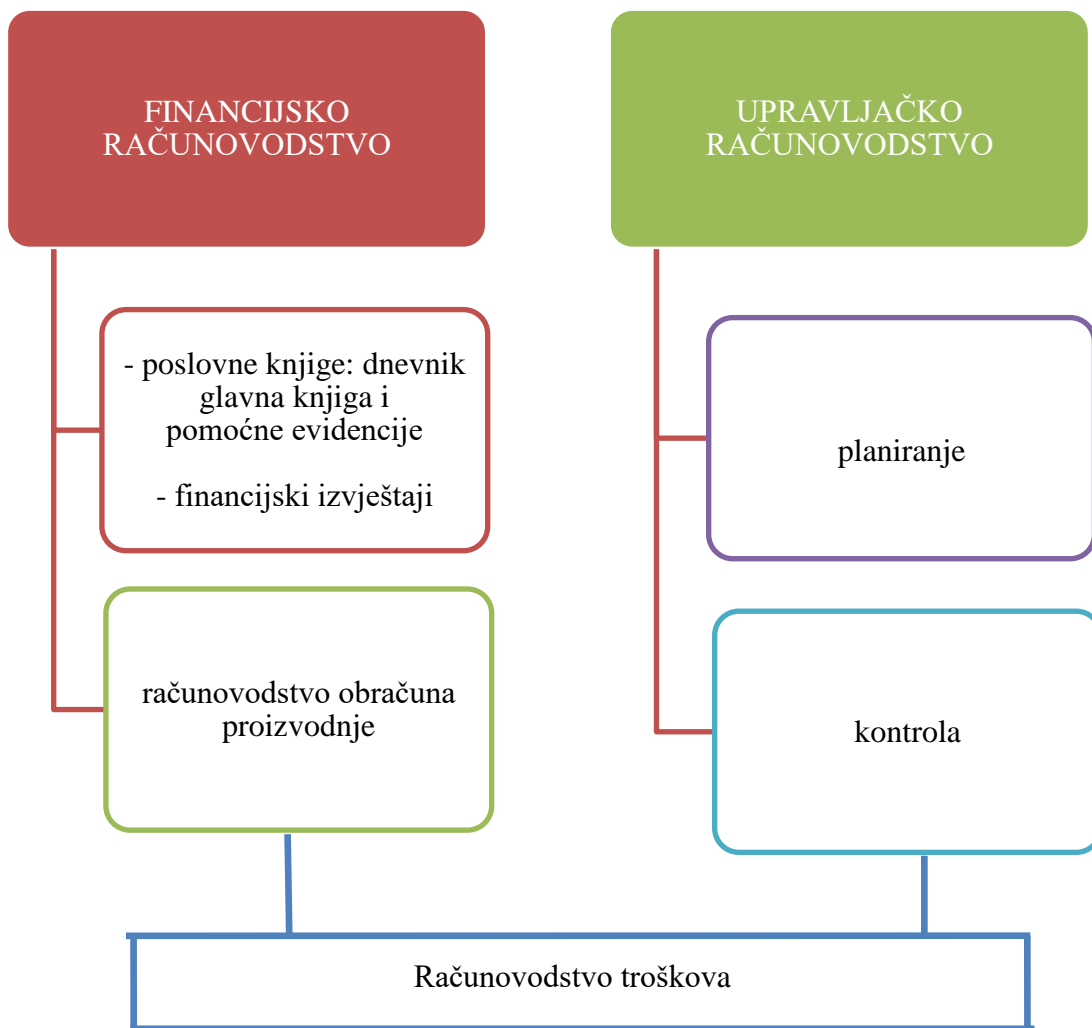 FINANCIJSKO
RAČUNOVODSTVO
UPRAVLJAČKO
RAČUNOVODSTVO
- poslovne knjige: dnevnik
glavna knjiga i
pomoćne evidencije
- financijski izvještaji
planiranje
računovodstvo obračuna
proizvodnje
kontrola
Računovodstvo troškova